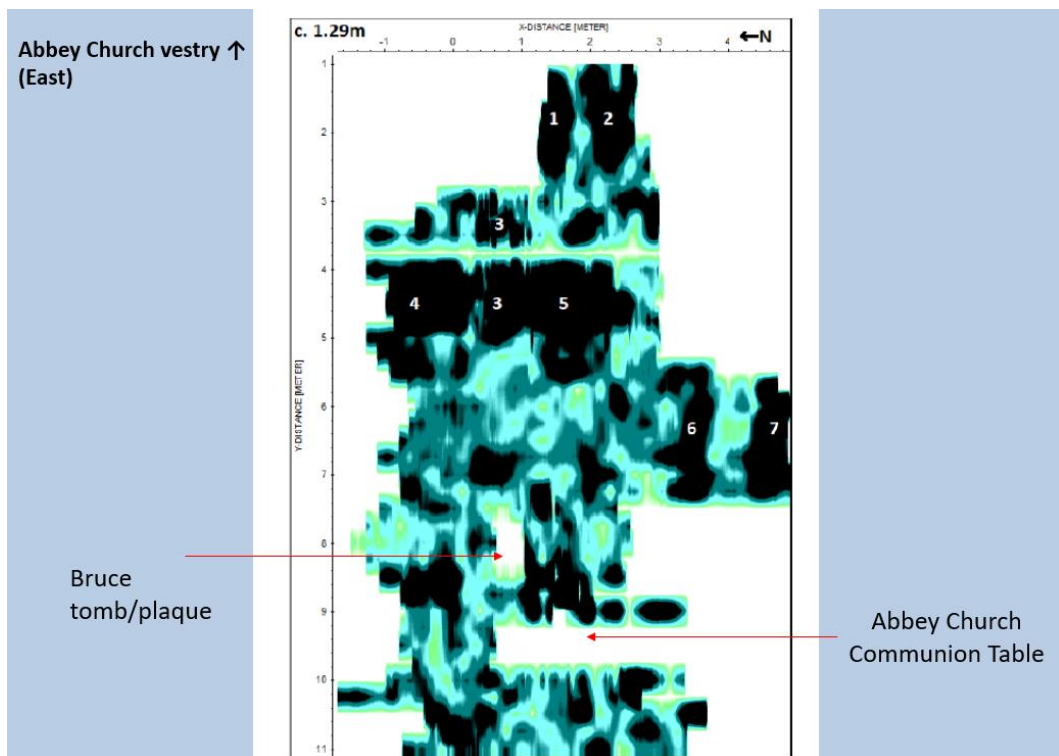 Abbey Church vestry ↑
(East)
c. 1.29m
X-DISTANCE [METER]
←N
-1 0 1 2 3 4
Y-DISTANCE [METER]
1
2
3
4
5
6
7
8
9
10
11
1 2
3
4 3 5
6 7
Bruce
tomb/plaque
Abbey Church
Communion Table